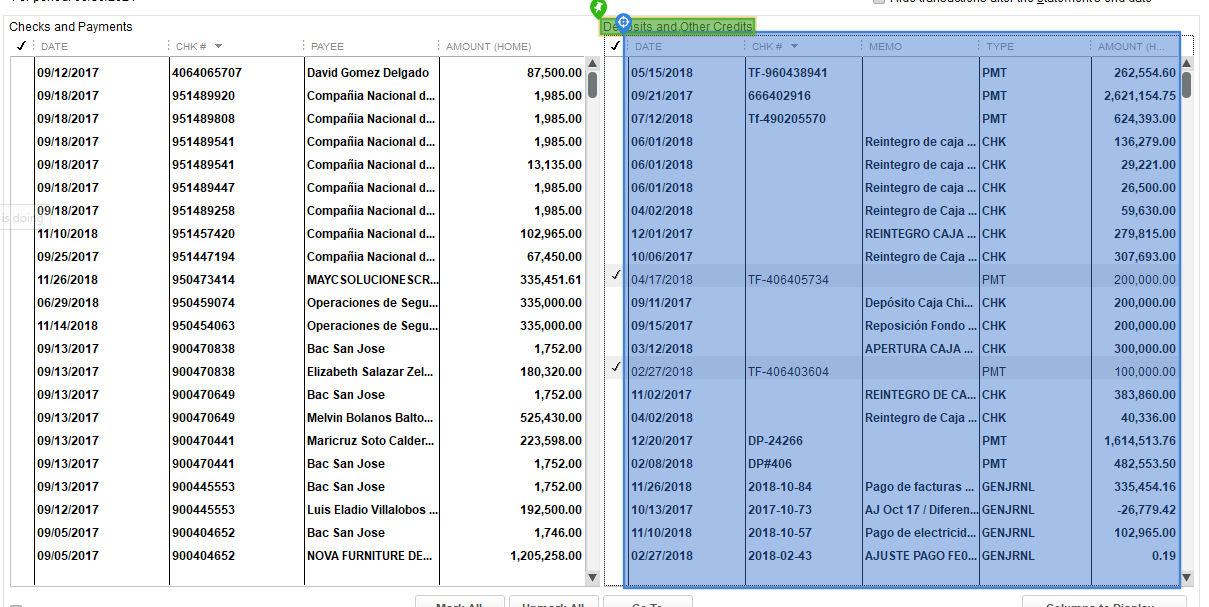 Checks and Payments
DATE CHK # PAYEE AMOUNT (HOME)
09/12/2017 4064065707 David Gomez Delgado 87,500.00
09/18/2017 951489920 Compañia Nacional d... 1,985.00
09/18/2017 951489808 Compañia Nacional d... 1,985.00
09/18/2017 951489541 Compañia Nacional d... 1,985.00
09/18/2017 951489541 Compañia Nacional d... 13,135.00
09/18/2017 951489447 Compañia Nacional d... 1,985.00
09/18/2017 951489258 Compañia Nacional d... 1,985.00
is doing
11/10/2018 951457420 Compañia Nacional d... 102,965.00
09/25/2017 951447194 Compañia Nacional d... 67,450.00
11/26/2018 950473414 MAYCSOLUCIONESCR... 335,451.61
06/29/2018 950459074 Operaciones de Segu... 335,000.00
11/14/2018 950454063 Operaciones de Segu... 335,000.00
09/13/2017 900470838 Bac San Jose 1,752.00
09/13/2017 900470838 Elizabeth Salazar Zel... 180,320.00
09/13/2017 900470649 Bac San Jose 1,752.00
09/13/2017 900470649 Melvin Bolanos Balto... 525,430.00
09/13/2017 900470441 Maricruz Soto Calder... 223,598.00
09/13/2017 900470441 Bac San Jose 1,752.00
09/13/2017 900445553 Bac San Jose 1,752.00
09/12/2017 900445553 Luis Eladio Villalobos ... 192,500.00
09/05/2017 900404652 Bac San Jose 1,746.00
09/05/2017 900404652 NOVA FURNITURE DE... 1,205,258.00
Deposits and Other Credits
DATE CHK # MEMO TYPE AMOUNT (H...
05/15/2018 TF-960438941 PMT 262,554.60
09/21/2017 666402916 PMT 2,621,154.75
07/12/2018 Tf-490205570 PMT 624,393.00
06/01/2018 Reintegro de caja ... CHK 136,279.00
06/01/2018 Reintegro de caja ... CHK 29,221.00
06/01/2018 Reintegro de caja ... CHK 26,500.00
04/02/2018 Reintegro de Caja ... CHK 59,630.00
12/01/2017 REINTEGRO CAJA ... CHK 279,815.00
10/06/2017 Reintegro de Caja ... CHK 307,693.00
04/17/2018 TF-406405734 PMT 200,000.00
09/11/2017 Depósito Caja Chi... CHK 200,000.00
09/15/2017 Reposición Fondo ... CHK 200,000.00
03/12/2018 APERTURA CAJA ... CHK 300,000.00
02/27/2018 TF-406403604 PMT 100,000.00
11/02/2017 REINTEGRO DE CA... CHK 383,860.00
04/02/2018 Reintegro de Caja ... CHK 40,336.00
12/20/2017 DP-24266 PMT 1,614,513.76
02/08/2018 DP#406 PMT 482,553.50
11/26/2018 2018-10-84 Pago de facturas ... GENJRNL 335,454.16
10/13/2017 2017-10-73 AJ Oct 17 / Diferen... GENJRNL -26,779.42
11/10/2018 2018-10-57 Pago de electricid... GENJRNL 102,965.00
02/27/2018 2018-02-43 AJUSTE PAGO FE0... GENJRNL 0.19